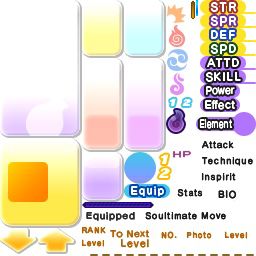 STR
SPR
DEF
SPD
ATTD
SKILL
Power
1 2
Effect
Element
Attack
Technique
Inspirit
1
2
HP
Equip
Stats
BIO
Equipped
Soultimate Move
RANK
Level
To Next
Level
NO.
Photo
Level